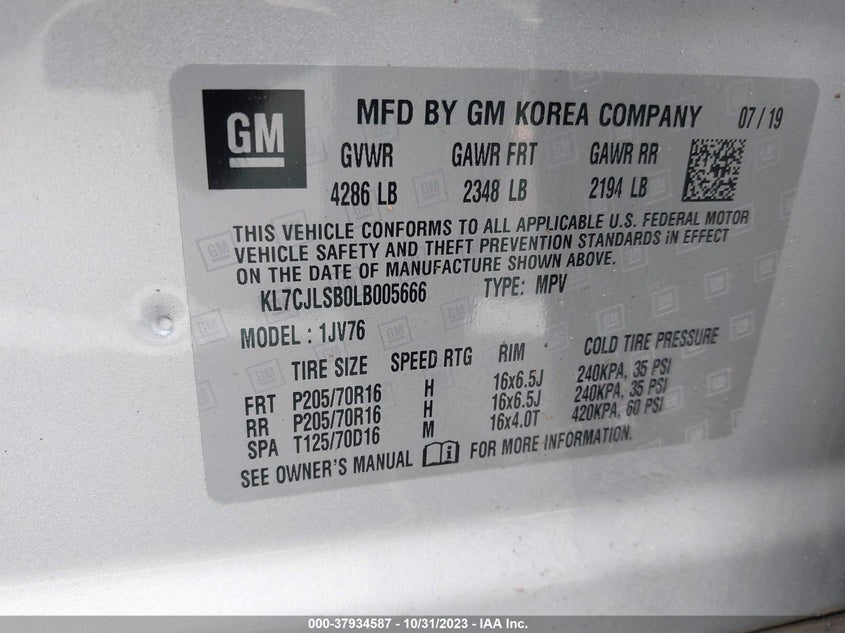 GM
MFD BY GM KOREA COMPANY 07/19
GVWR GAWR FRT GAWR RR
4286 LB 2348 LB 2194 LB
THIS VEHICLE CONFORMS TO ALL APPLICABLE U.S. FEDERAL MOTOR
VEHICLE SAFETY AND THEFT PREVENTION STANDARDS IN EFFECT
ON THE DATE OF MANUFACTURE SHOWN ABOVE.
KL7CJLSB0LB005666 TYPE: MPV
MODEL : 1JV76
TIRE SIZE SPEED RTG RIM COLD TIRE PRESSURE
FRT P205/70R16 H 16x6.5J 240KPA, 35 PSI
RR P205/70R16 H 16x6.5J 240KPA, 35 PSI
SPA T125/70D16 M 16x4.0T 420KPA, 60 PSI
SEE OWNER'S MANUAL i FOR MORE INFORMATION.
000-37934587 - 10/31/2023 - IAA Inc.